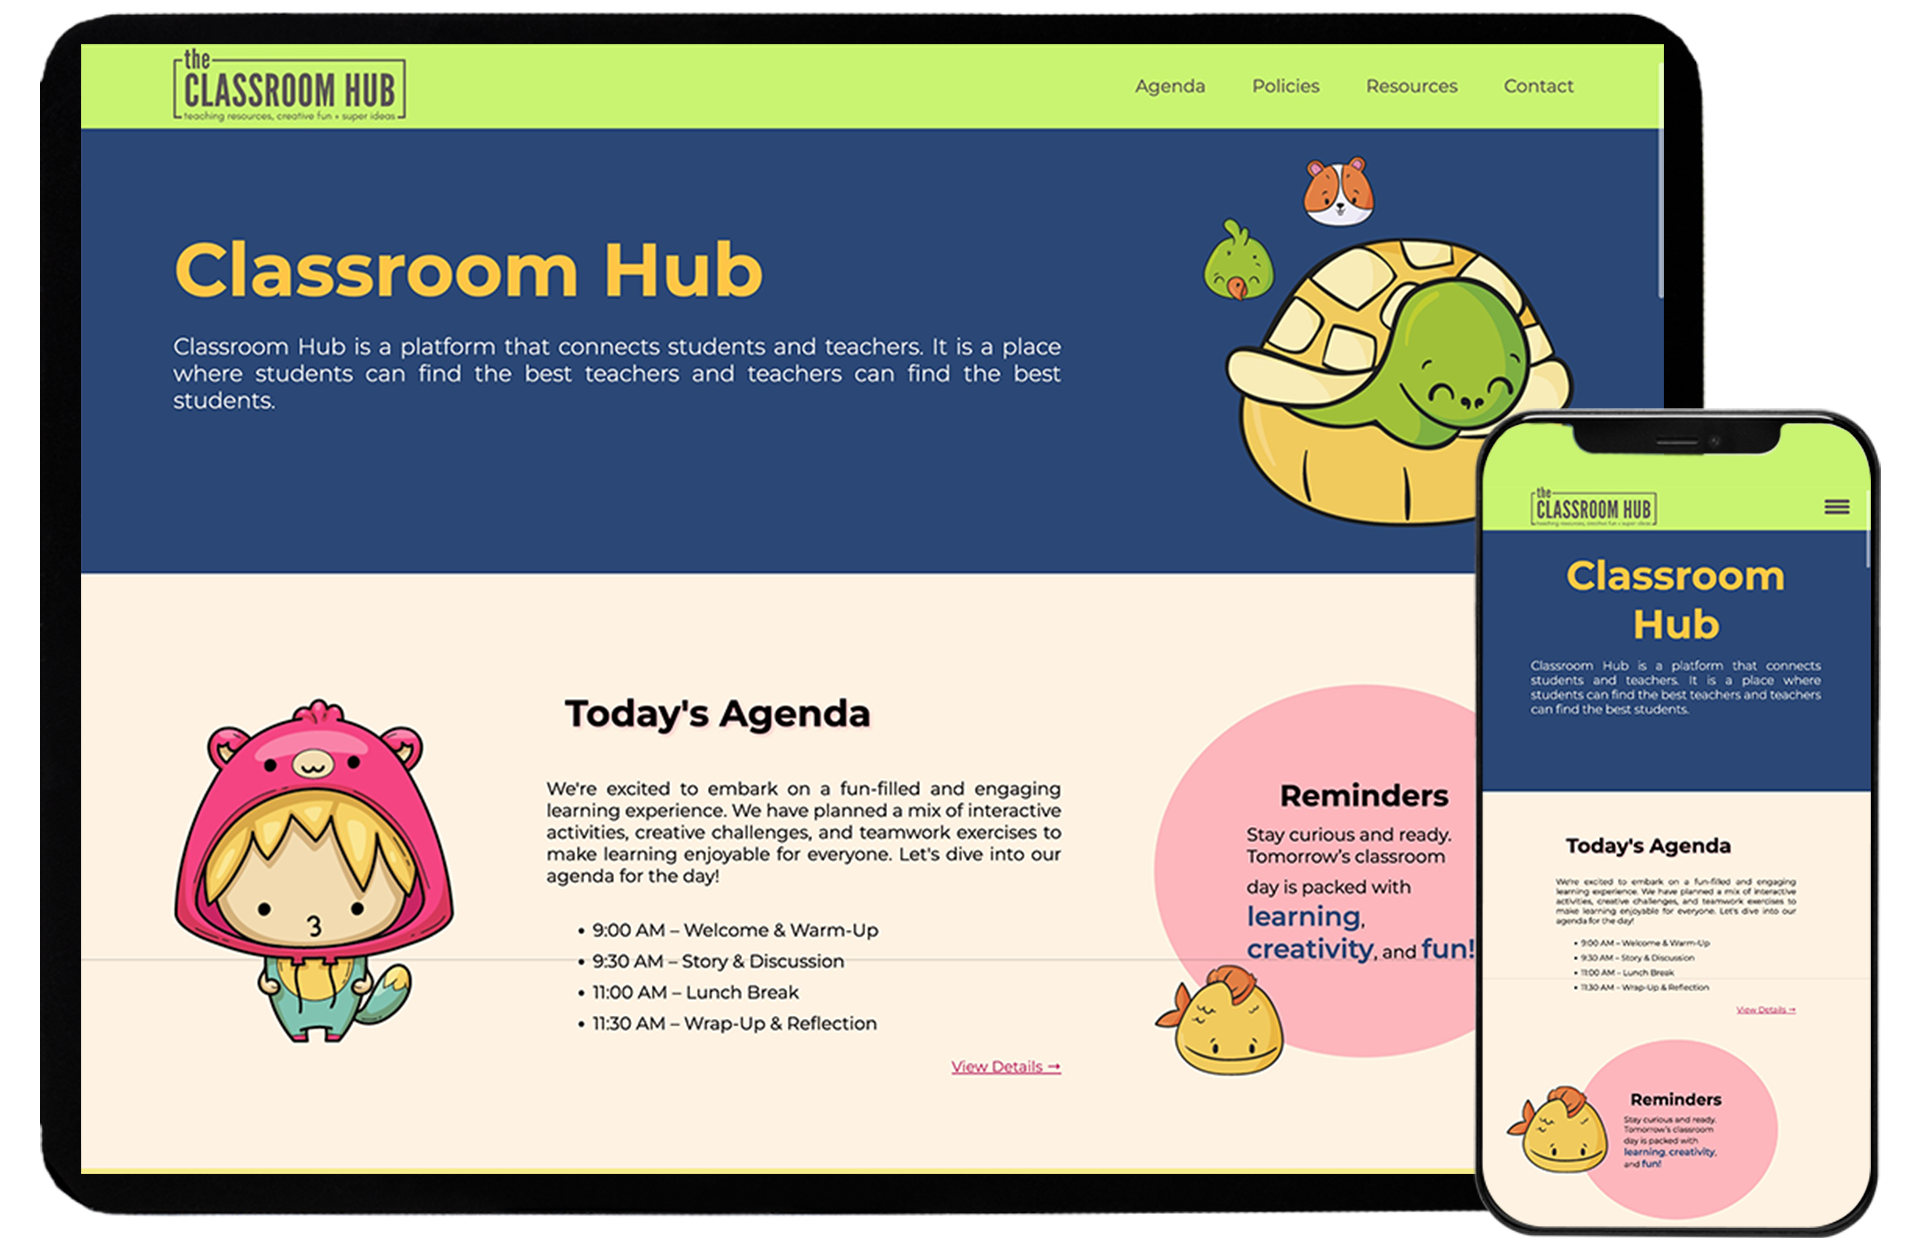 the
CLASSROOM HUB
teaching resources, creative fun + super ideas
Agenda Policies Resources Contact
Classroom Hub
Classroom Hub is a platform that connects students and teachers. It is a place
where students can find the best teachers and teachers can find the best
students.
Today's Agenda
We're excited to embark on a fun-filled and engaging
learning experience. We have planned a mix of interactive
activities, creative challenges, and teamwork exercises to
make learning enjoyable for everyone. Let's dive into our
agenda for the day!
• 9:00 AM – Welcome & Warm-Up
• 9:30 AM – Story & Discussion
• 11:00 AM – Lunch Break
• 11:30 AM – Wrap-Up & Reflection
View Details →
Reminders
Stay curious and ready.
Tomorrow's classroom
day is packed with
learning,
creativity, and fun!
the
CLASSROOM HUB
teaching resources, creative fun + super ideas
Classroom
Hub
Classroom Hub is a platform that connects
students and teachers. It is a place where
students can find the best teachers and teachers
can find the best students.
Today's Agenda
We're excited to embark on a fun-filled and engaging
learning experience. We have planned a mix of interactive
activities, creative challenges, and teamwork exercises to
make learning enjoyable for everyone. Let's dive into our
agenda for the day!
• 9:00 AM – Welcome & Warm-Up
• 9:30 AM – Story & Discussion
• 11:00 AM – Lunch Break
• 11:30 AM – Wrap-Up & Reflection
View Details →
Reminders
Stay curious and ready.
Tomorrow's classroom
day is packed with
learning, creativity,
and fun!